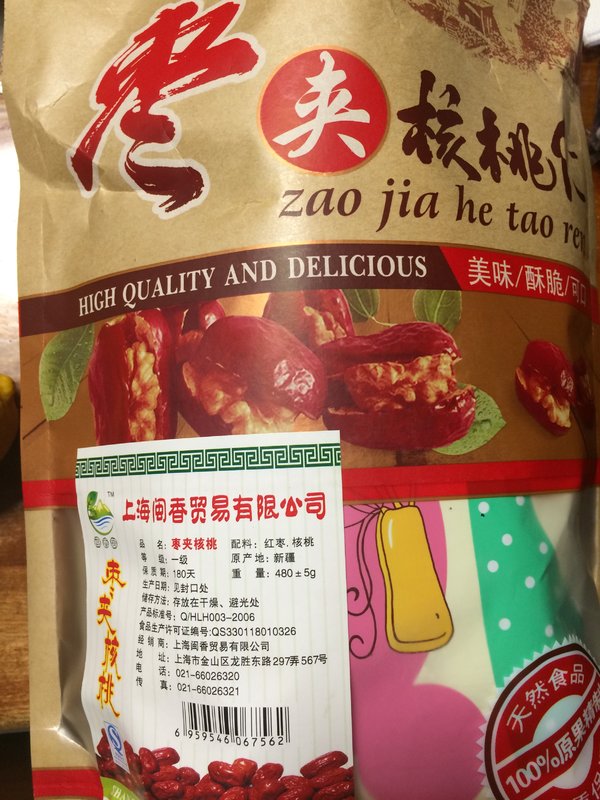 枣夹核桃仁
zao jia he tao ren
HIGH QUALITY AND DELICIOUS
美味/酥脆/可口
TM
上海闽香贸易有限公司
品 名: 枣夹核桃 配料: 红枣.核桃
等 级: 一级 原产地: 新疆
保 质 期: 180天 重 量: 480±5g
生产日期: 见封口处
储存方法: 存放在干燥、避光处
产品标准号: Q/HLH003-2006
食品生产许可证编号:QS330118010326
经 销 商: 上海闽香贸易有限公司
地 址: 上海市金山区龙胜东路297弄567号
电 话: 021-66026320
传 真: 021-66026321
枣夹核桃
6 959546 067562
天然食品
100%原果精制